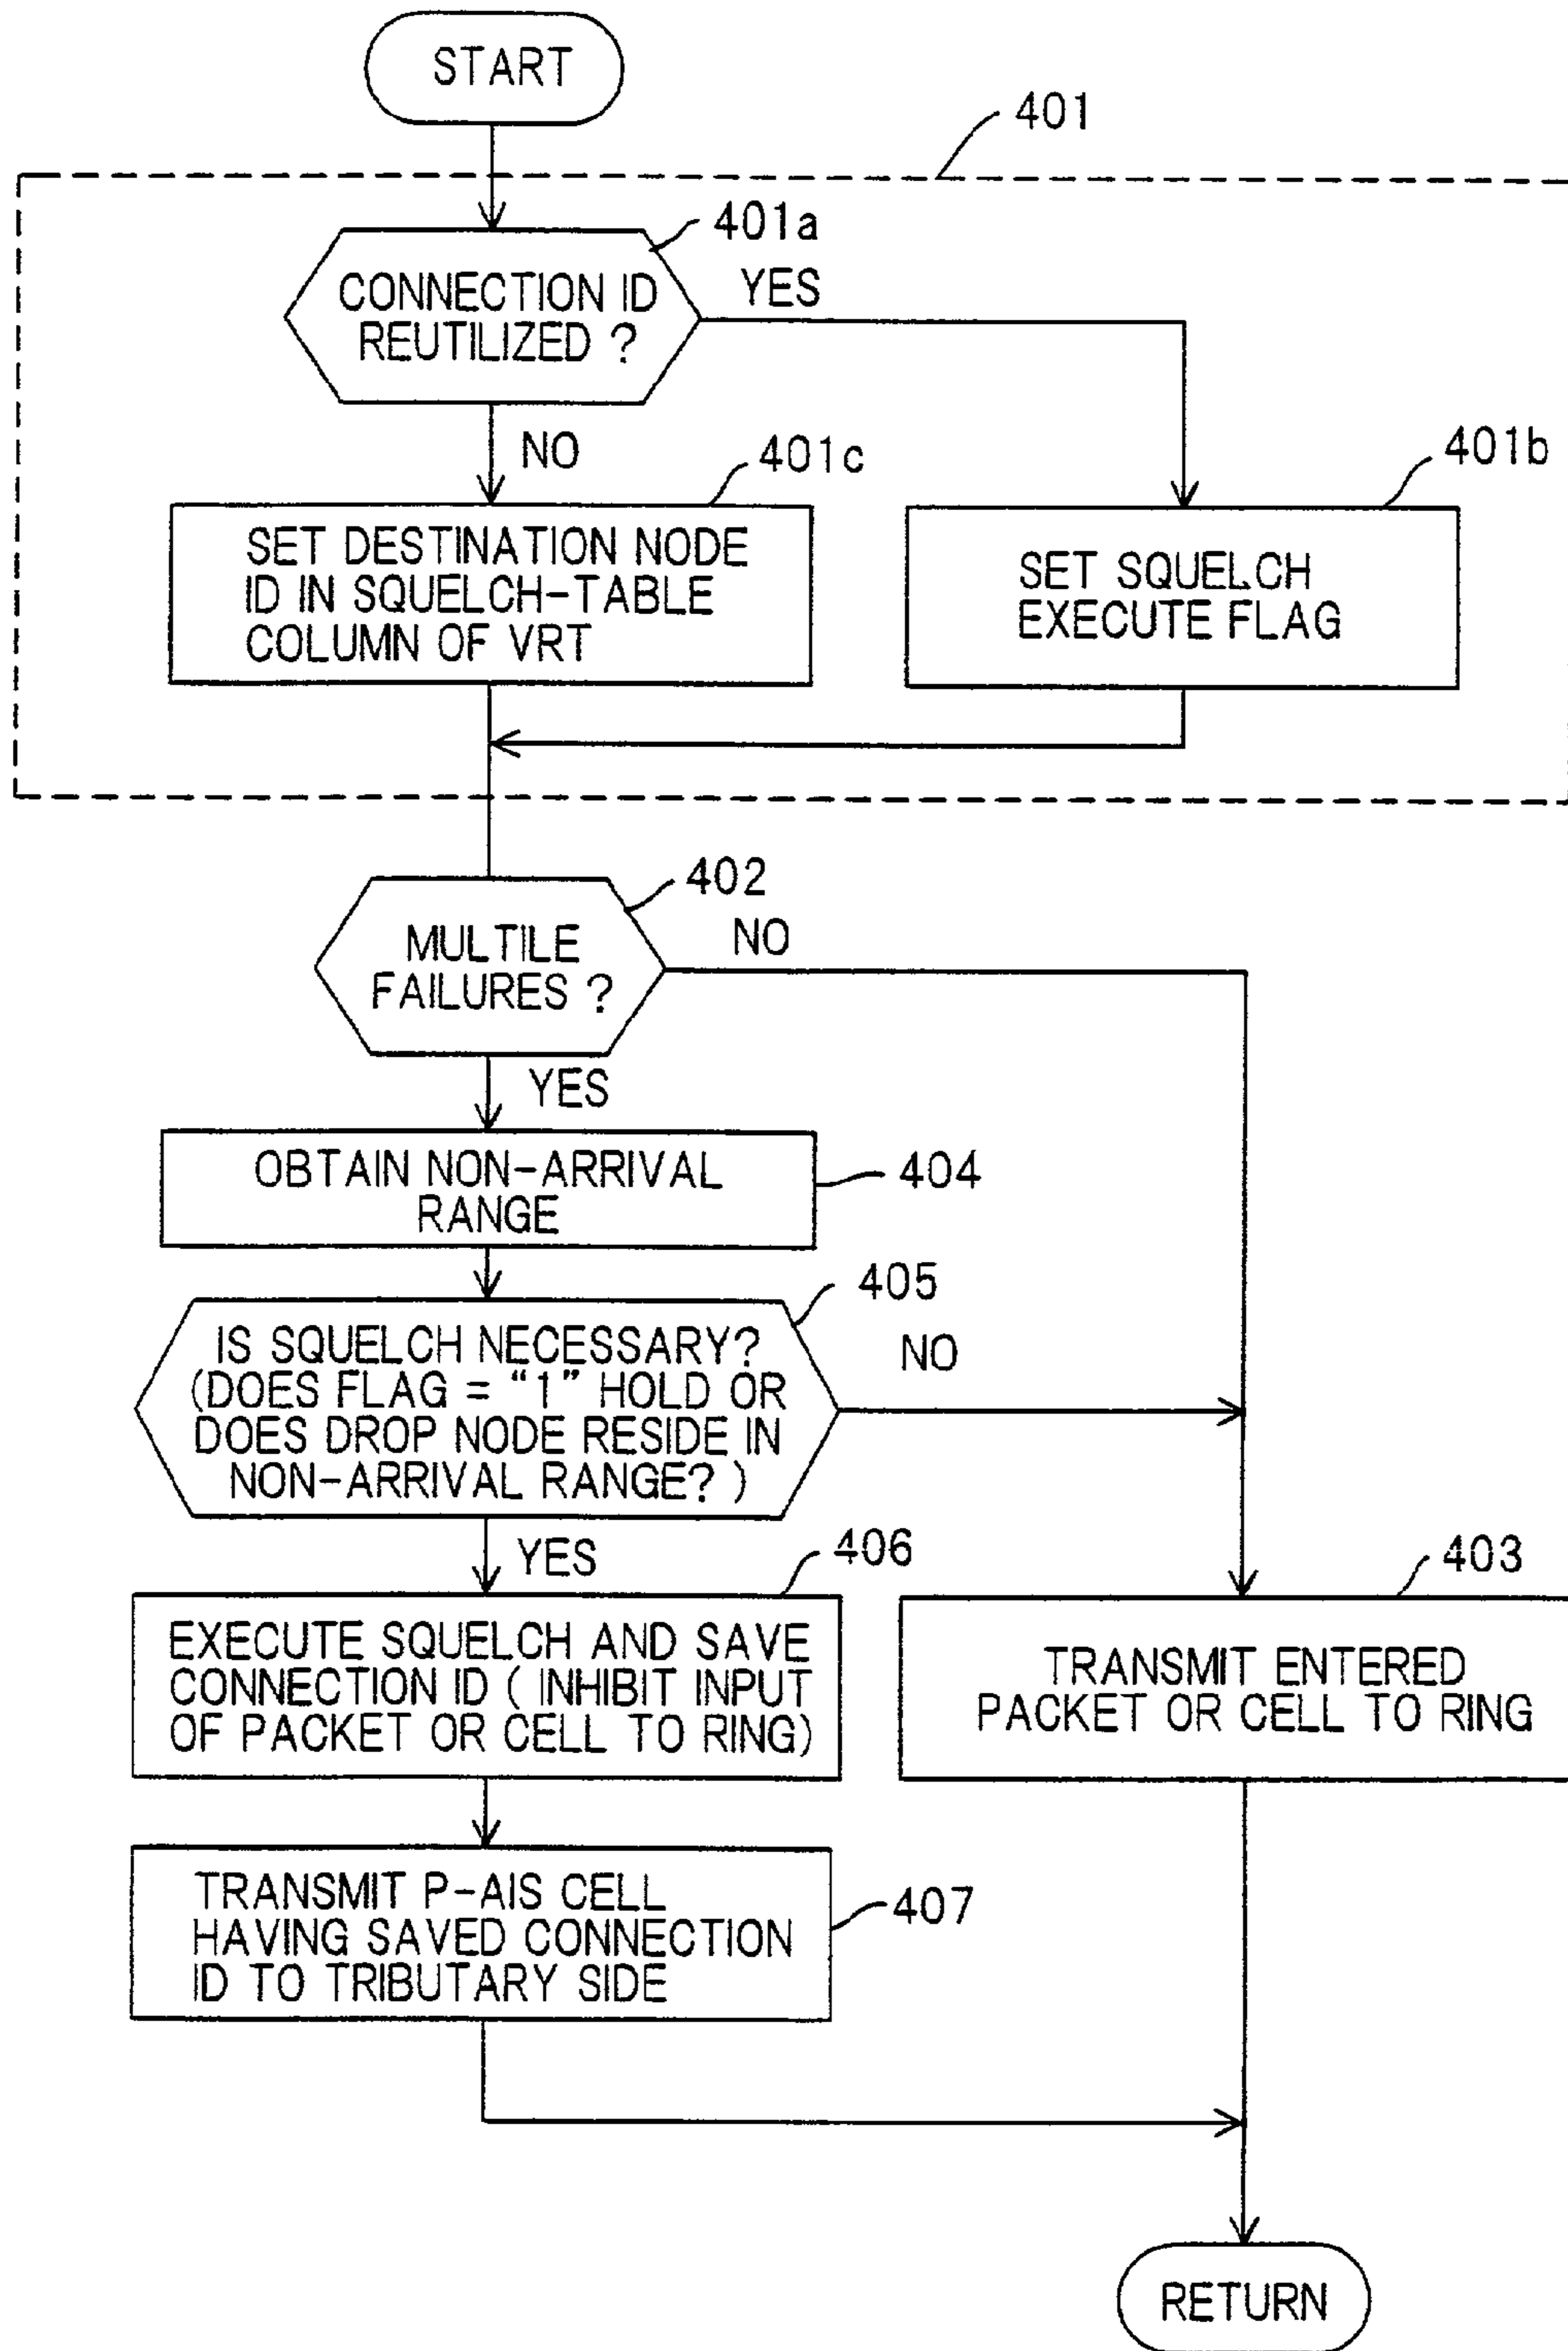 START
401
401a
CONNECTION ID
REUTILIZED ?
YES
NO
401c
401b
SET DESTINATION NODE
ID IN SQUELCH-TABLE
COLUMN OF VRT
SET SQUELCH
EXECUTE FLAG
402
MULTILE
FAILURES ?
NO
YES
OBTAIN NON-ARRIVAL
RANGE
404
405
IS SQUELCH NECESSARY?
(DOES FLAG = “1” HOLD OR
DOES DROP NODE RESIDE IN
NON-ARRIVAL RANGE? )
NO
YES
406
403
EXECUTE SQUELCH AND SAVE
CONNECTION ID ( INHIBIT INPUT
OF PACKET OR CELL TO RING)
TRANSMIT ENTERED
PACKET OR CELL TO RING
TRANSMIT P-AIS CELL
HAVING SAVED CONNECTION
ID TO TRIBUTARY SIDE
407
RETURN